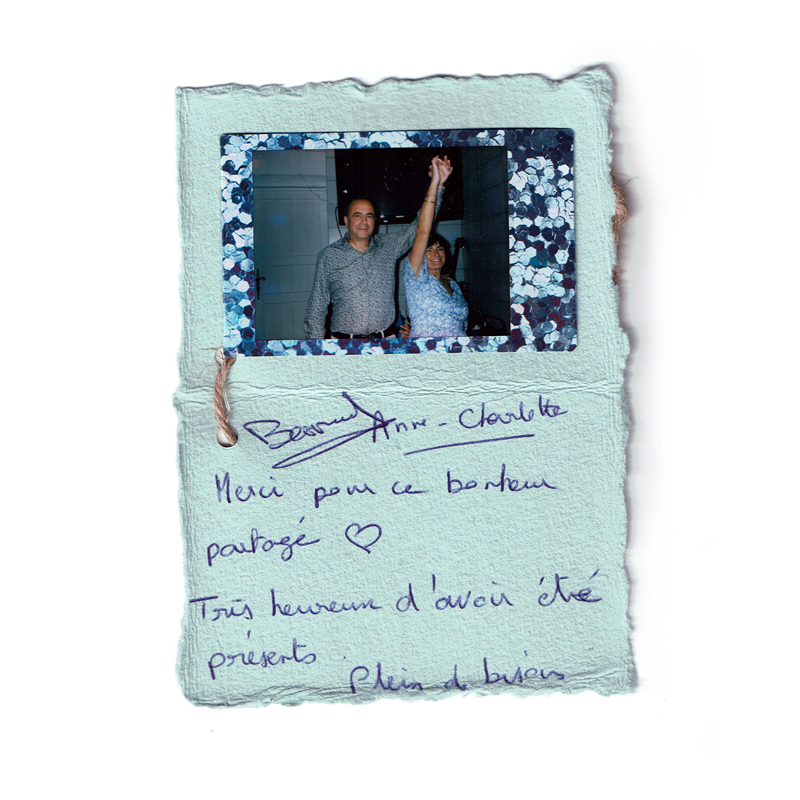 Bernard Anne-Charlotte
Merci pour ce bonheur
partagé ♡
Très heureux d'avoir été
présents.
Plein de bisous